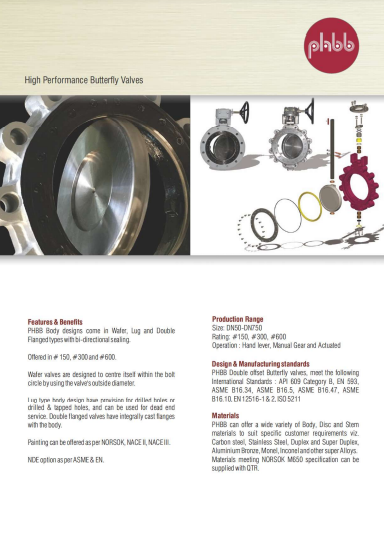 phbb
High Performance Butterfly Valves
Features & Benefits
PHBB Body designs come in Wafer, Lug and Double
Flanged types with bi-directional sealing.
Offered in # 150, #300 and #600.
Wafer valves are designed to centre itself within the bolt
circle by using the valve's outside diameter.
Lug type body design have provision for drilled holes or
drilled & tapped holes, and can be used for dead end
service. Double flanged valves have integrally cast flanges
with the body.
Painting can be offered as per NORSOK, NACE II, NACE III.
NDE option as per ASME & EN.
Production Range
Size: DN50-DN750
Rating: #150, #300, #600
Operation : Hand lever, Manual Gear and Actuated
Design & Manufacturing standards
PHBB Double offset Butterfly valves, meet the following
International Standards : API 609 Category B, EN 593,
ASME B16.34, ASME B16.5, ASME B16.47, ASME
B16.10, EN 12516-1 & 2, ISO 5211
Materials
PHBB can offer a wide variety of Body, Disc and Stem
materials to suit specific customer requirements viz.
Carbon steel, Stainless Steel, Duplex and Super Duplex,
Aluminium Bronze, Monel, Inconel and other super Alloys.
Materials meeting NORSOK M650 specification can be
supplied with QTR.